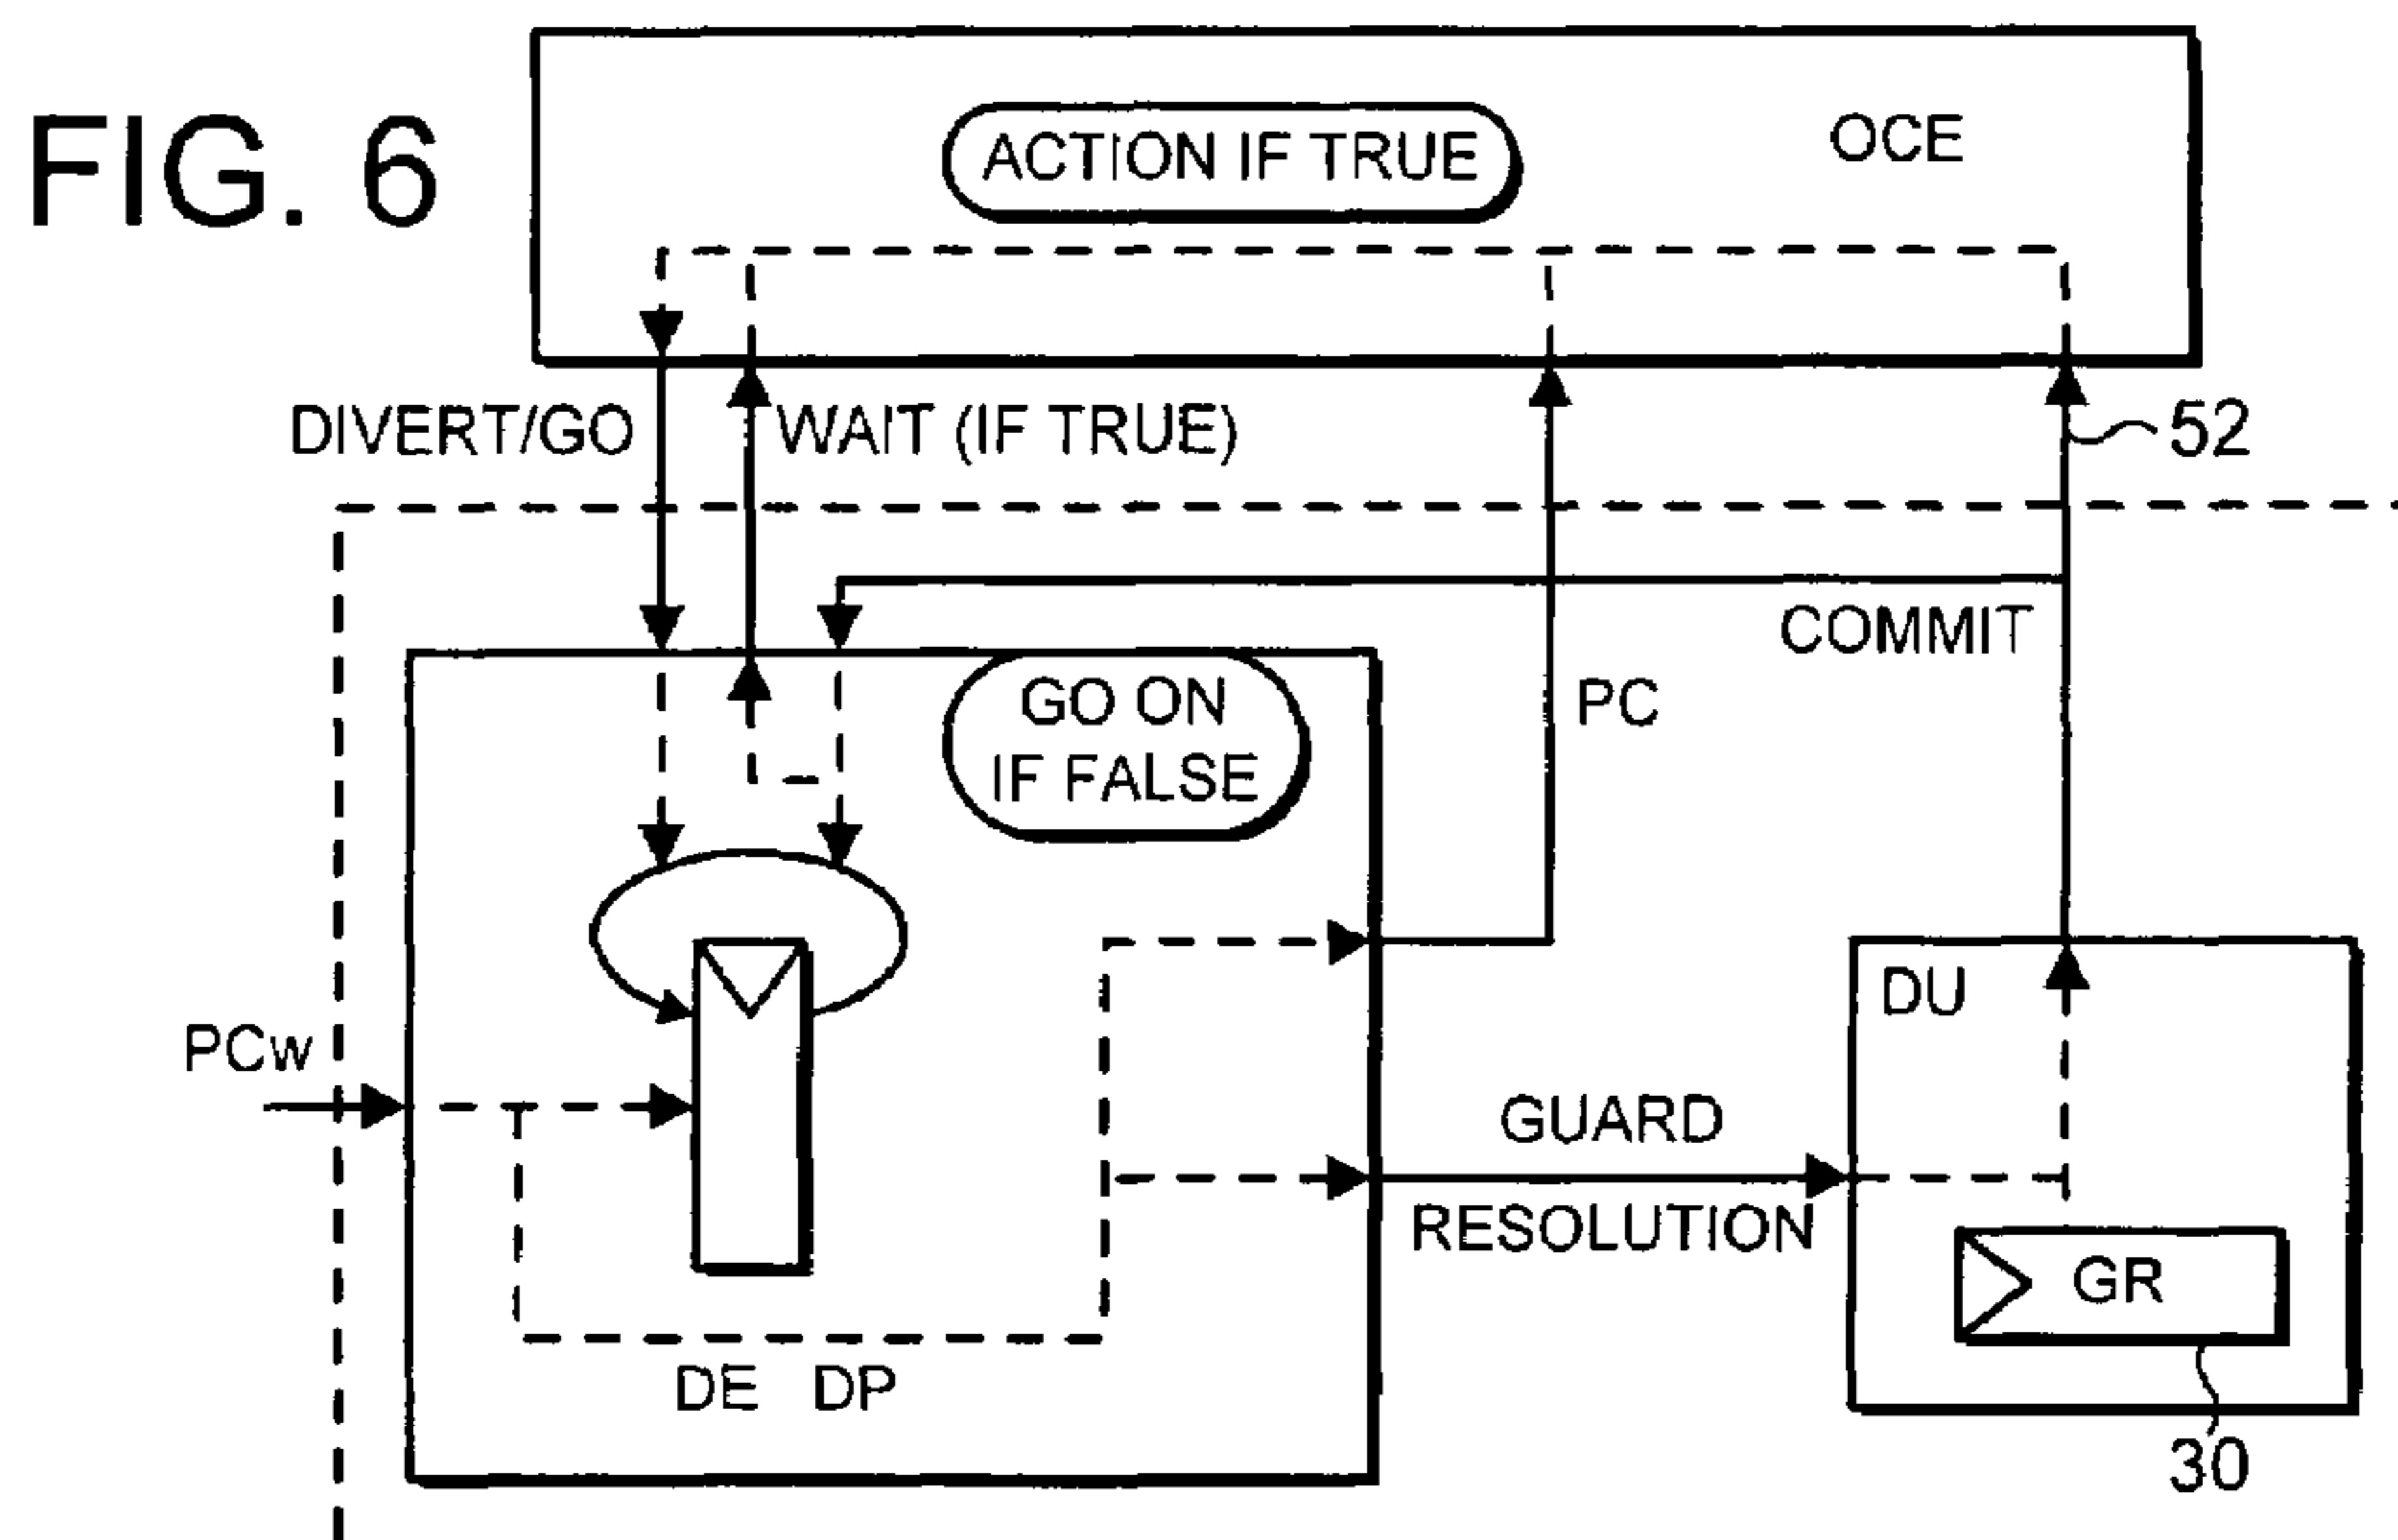 FIG. 6
ACTION IF TRUE
OCE
DIVERT/GO
WAIT (IF TRUE)
52
COMMIT
GO ON
IF FALSE
PC
DU
PCw
GUARD
RESOLUTION
GR
DE DP
30